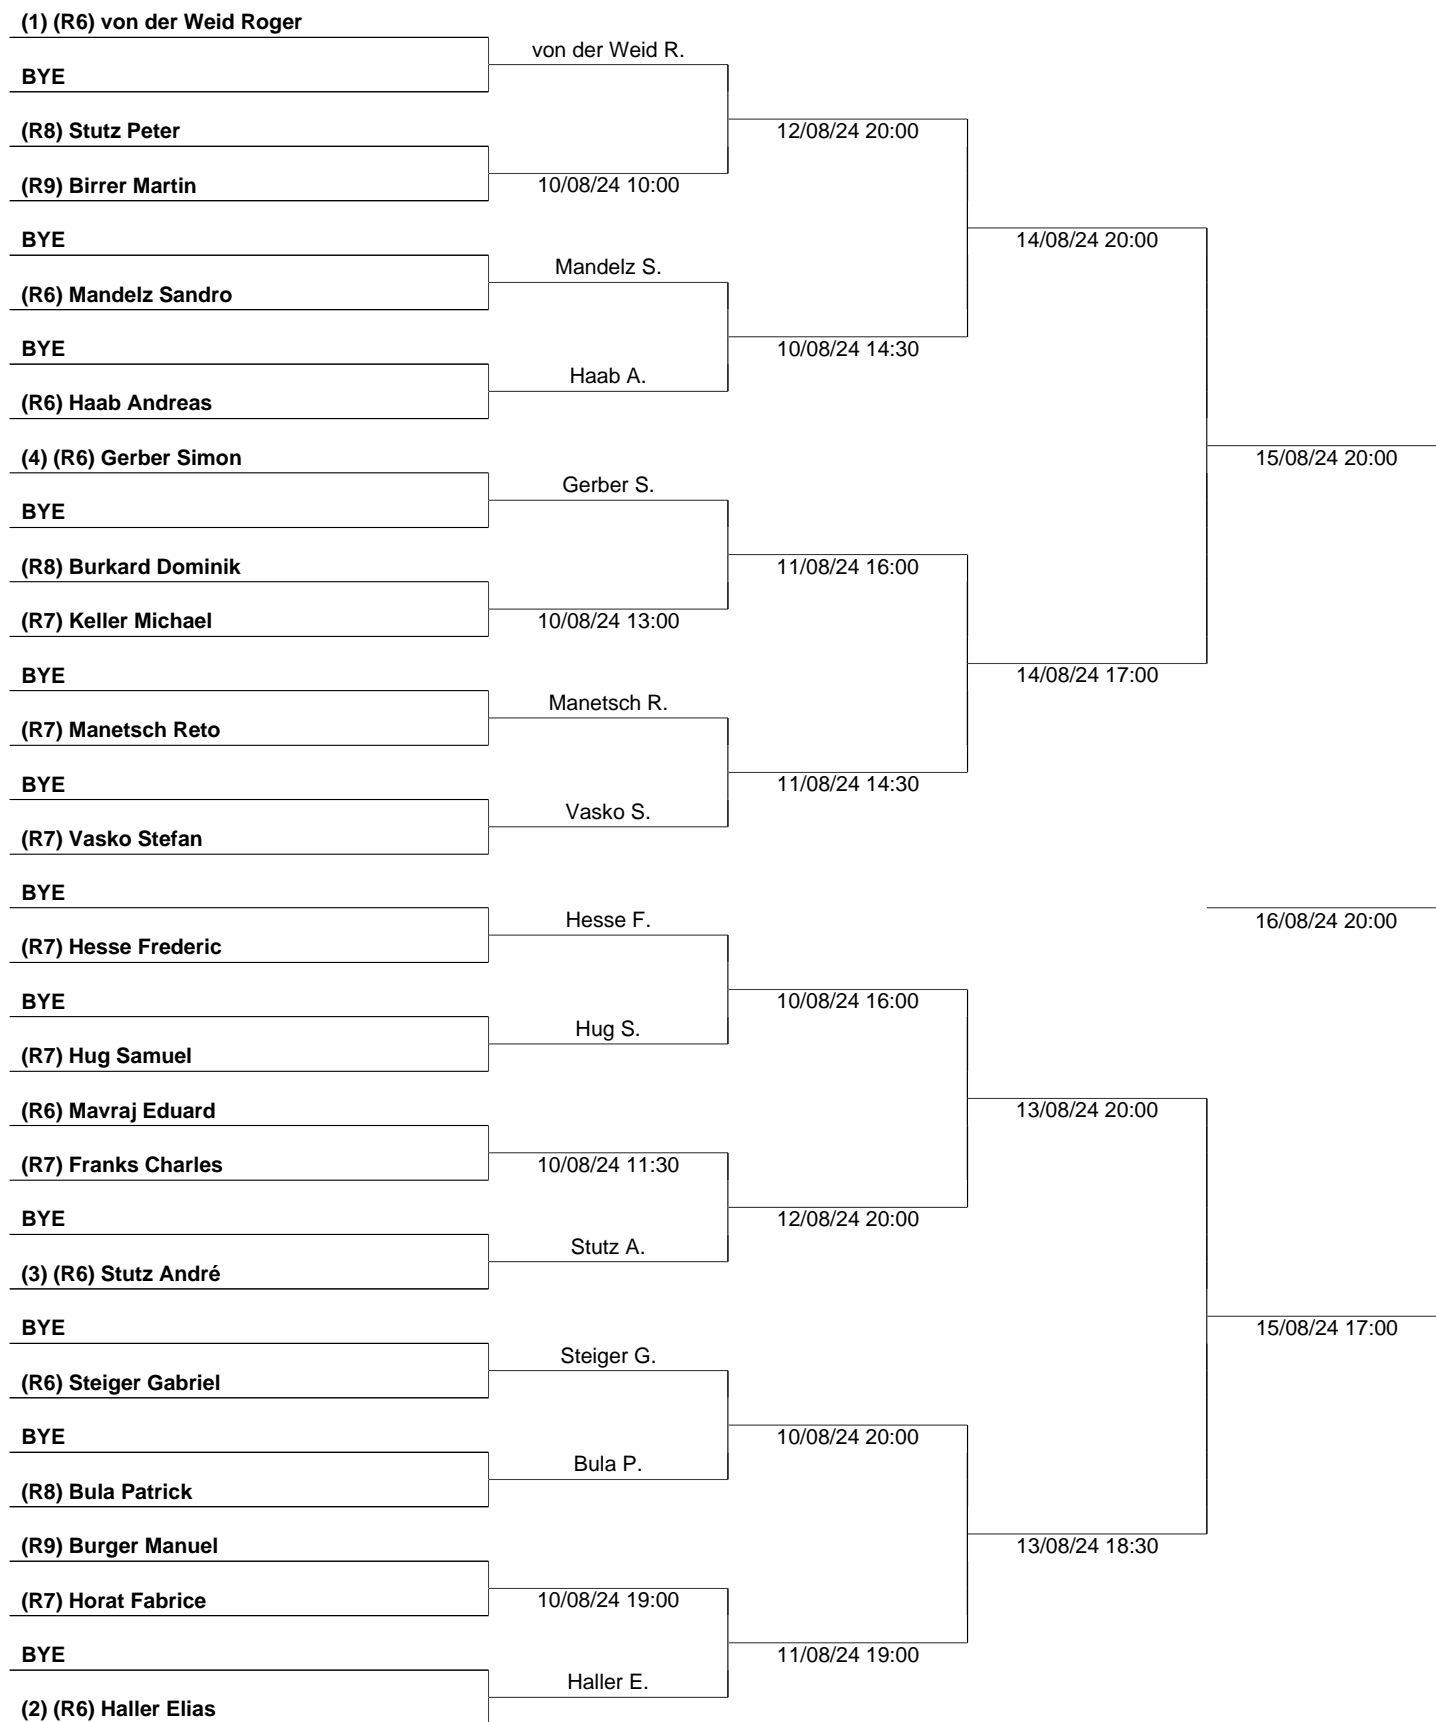 (1) (R6) von der Weid Roger
von der Weid R.
BYE
(R8) Stutz Peter
12/08/24 20:00
(R9) Birrer Martin
10/08/24 10:00
BYE
14/08/24 20:00
Mandelz S.
(R6) Mandelz Sandro
BYE
10/08/24 14:30
Haab A.
(R6) Haab Andreas
(4) (R6) Gerber Simon
15/08/24 20:00
Gerber S.
BYE
(R8) Burkard Dominik
11/08/24 16:00
(R7) Keller Michael
10/08/24 13:00
BYE
14/08/24 17:00
Manetsch R.
(R7) Manetsch Reto
BYE
11/08/24 14:30
Vasko S.
(R7) Vasko Stefan
BYE
Hesse F.
16/08/24 20:00
(R7) Hesse Frederic
BYE
10/08/24 16:00
Hug S.
(R7) Hug Samuel
(R6) Mavraj Eduard
13/08/24 20:00
(R7) Franks Charles
10/08/24 11:30
BYE
12/08/24 20:00
Stutz A.
(3) (R6) Stutz André
BYE
15/08/24 17:00
Steiger G.
(R6) Steiger Gabriel
BYE
10/08/24 20:00
Bula P.
(R8) Bula Patrick
(R9) Burger Manuel
13/08/24 18:30
(R7) Horat Fabrice
10/08/24 19:00
BYE
11/08/24 19:00
Haller E.
(2) (R6) Haller Elias